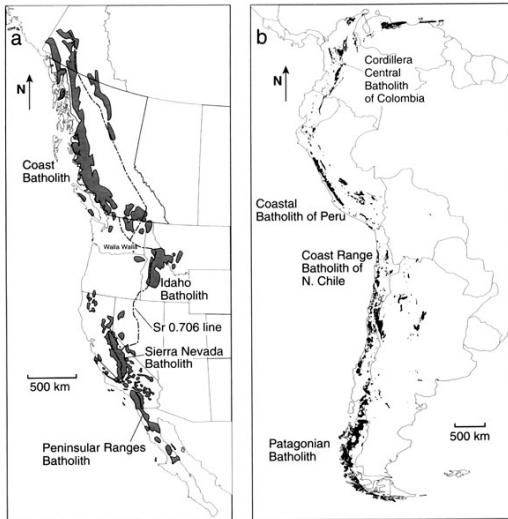 a
N
Coast
Batholith
Walla Walla
Idaho
Batholith
Sr 0.706 line
Sierra Nevada
Batholith
500 km
Peninsular Ranges
Batholith
b
N
Cordillera
Central
Batholith
of Colombia
Coastal
Batholith of Peru
Coast Range
Batholith of
N. Chile
Patagonian
Batholith
500 km